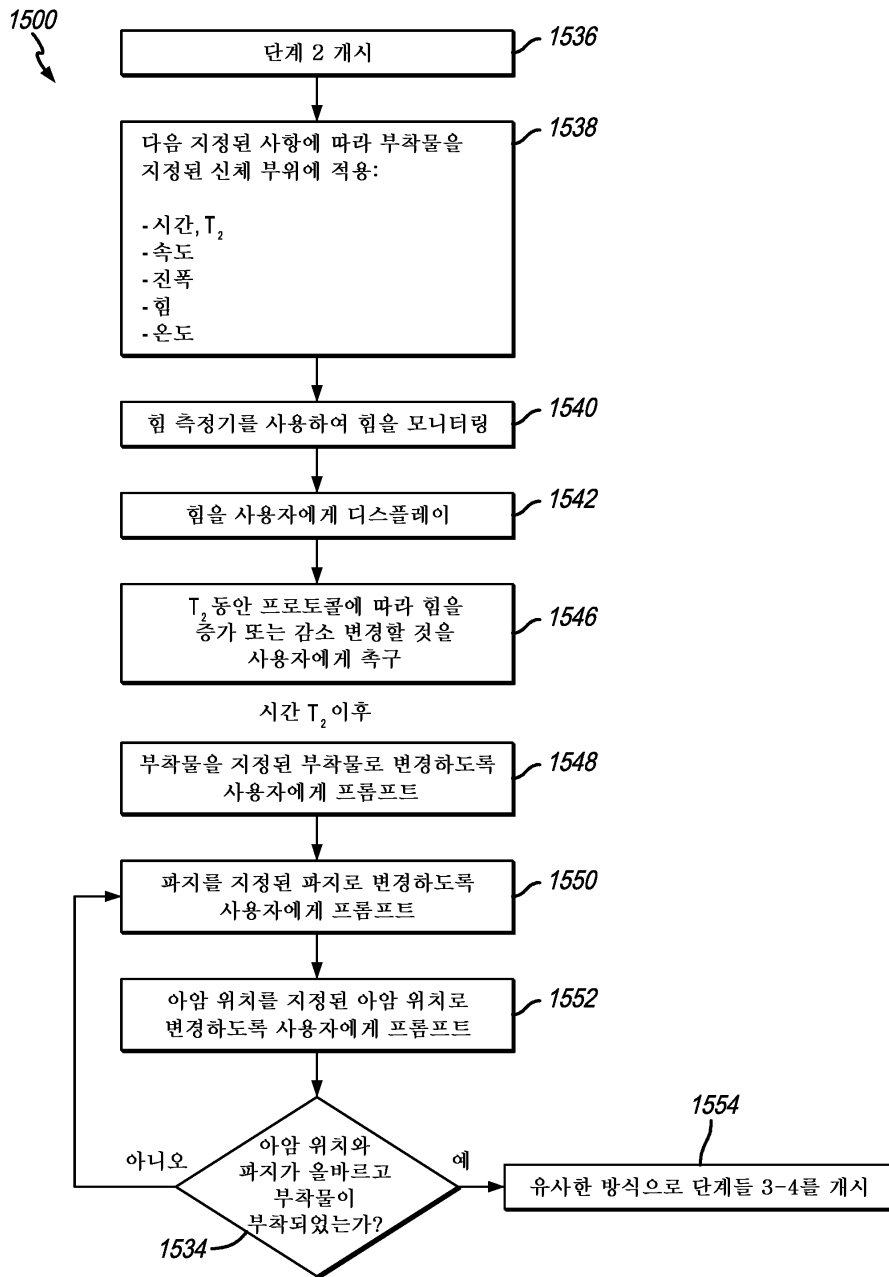 1500
단계 2 개시
1536
다음 지정된 사항에 따라 부착물을
지정된 신체 부위에 적용:
-시간, T₂
-속도
-진폭
-힘
-온도
1538
힘 측정기를 사용하여 힘을 모니터링
1540
힘을 사용자에게 디스플레이
1542
T₂동안 프로토콜에 따라 힘을
증가 또는 감소 변경할 것을
사용자에게 촉구
1546
시간 T₂ 이후
부착물을 지정된 부착물로 변경하도록
사용자에게 프롬프트
1548
파지를 지정된 파지로 변경하도록
사용자에게 프롬프트
1550
아암 위치를 지정된 아암 위치로
변경하도록 사용자에게 프롬프트
1552
아암 위치와
파지가 올바르고
부착물이
부착되었는가?
1534
아니오
예
유사한 방식으로 단계들 3-4를 개시
1554